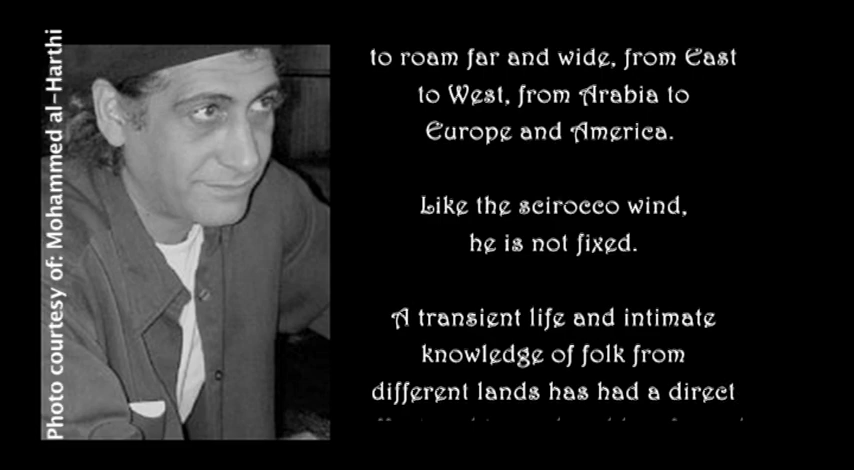 Photo courtesy of: Mohammed al-Harthi
to roam far and wide, from East
to West, from Arabia to
Europe and America.
Like the scirocco wind,
he is not fixed.
A transient life and intimate
knowledge of folk from
different lands has had a direct